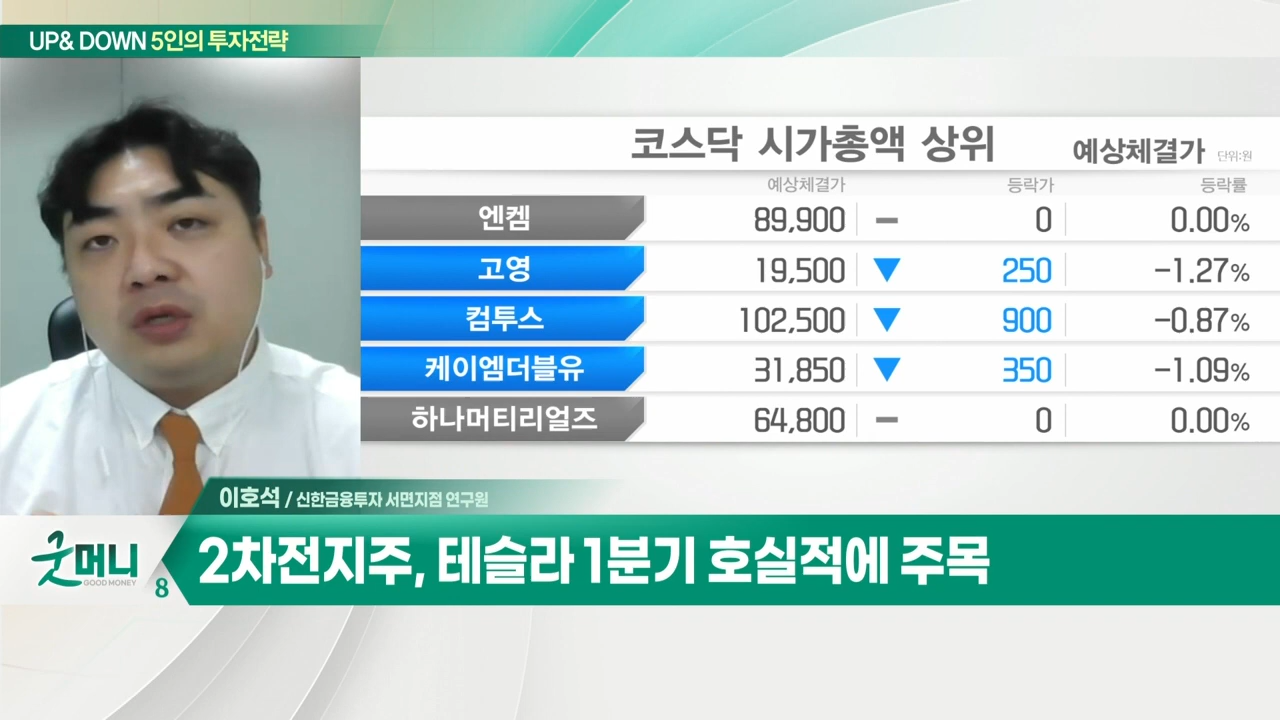 UP& DOWN 5인의 투자전략
코스닥 시가총액 상위 예상체결가 단위:원
예상체결가 등락가 등락률
엔켐 89,900 0 0.00%
고영 19,500 ▼ 250 -1.27%
컴투스 102,500 ▼ 900 -0.87%
케이엠더블유 31,850 ▼ 350 -1.09%
하나머티리얼즈 64,800 0 0.00%
이호석 / 신한금융투자 서면지점 연구원
굿머니
GOOD MONEY
8
2차전지주, 테슬라 1분기 호실적에 주목